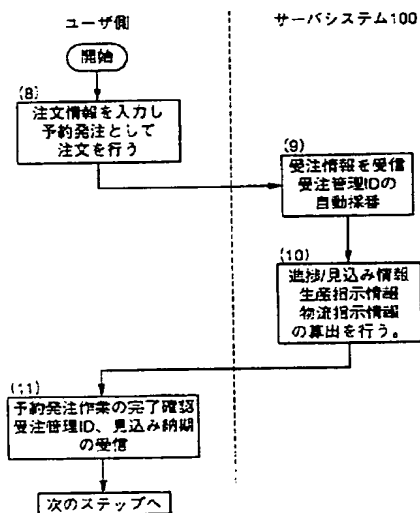 ユーザ側
サーバシステム100
開始
(8)
注文情報を入力し
予約発注として
注文を行う
(9)
受注情報を受信
受注管理IDの
自動採番
(10)
進捗/見込み情報
生産指示情報
物流指示情報
の算出を行う。
(11)
予約発注作業の完了確認
受注管理ID、見込み納期
の受信
次のステップへ